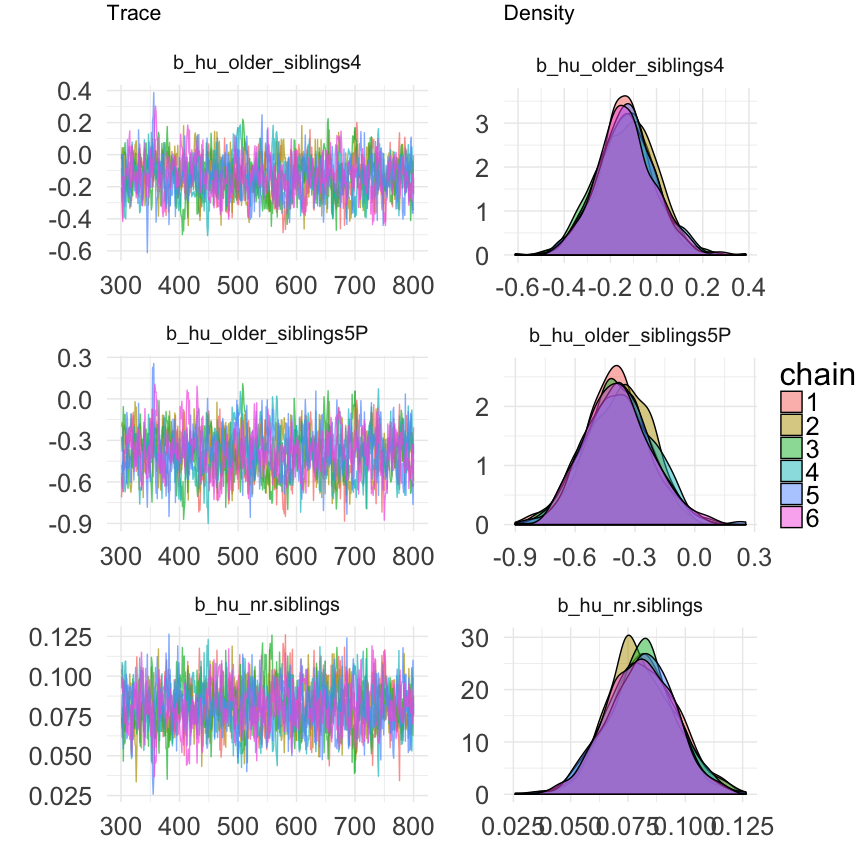 Trace
Density
b_hu_older_siblings4
b_hu_older_siblings4
0.4
0.2
0.0
-0.2
-0.4
-0.6
300 400 500 600 700 800
3
2
1
0
-0.6 -0.4 -0.2 0.0 0.2 0.4
b_hu_older_siblings5P
b_hu_older_siblings5P
0.3
0.0
-0.3
-0.6
-0.9
300 400 500 600 700 800
2
1
0
-0.9 -0.6 -0.3 0.0 0.3
chain
1
2
3
4
5
6
b_hu_nr.siblings
b_hu_nr.siblings
0.125
0.100
0.075
0.050
0.025
300 400 500 600 700 800
30
20
10
0
0.025 0.050 0.075 0.100 0.125